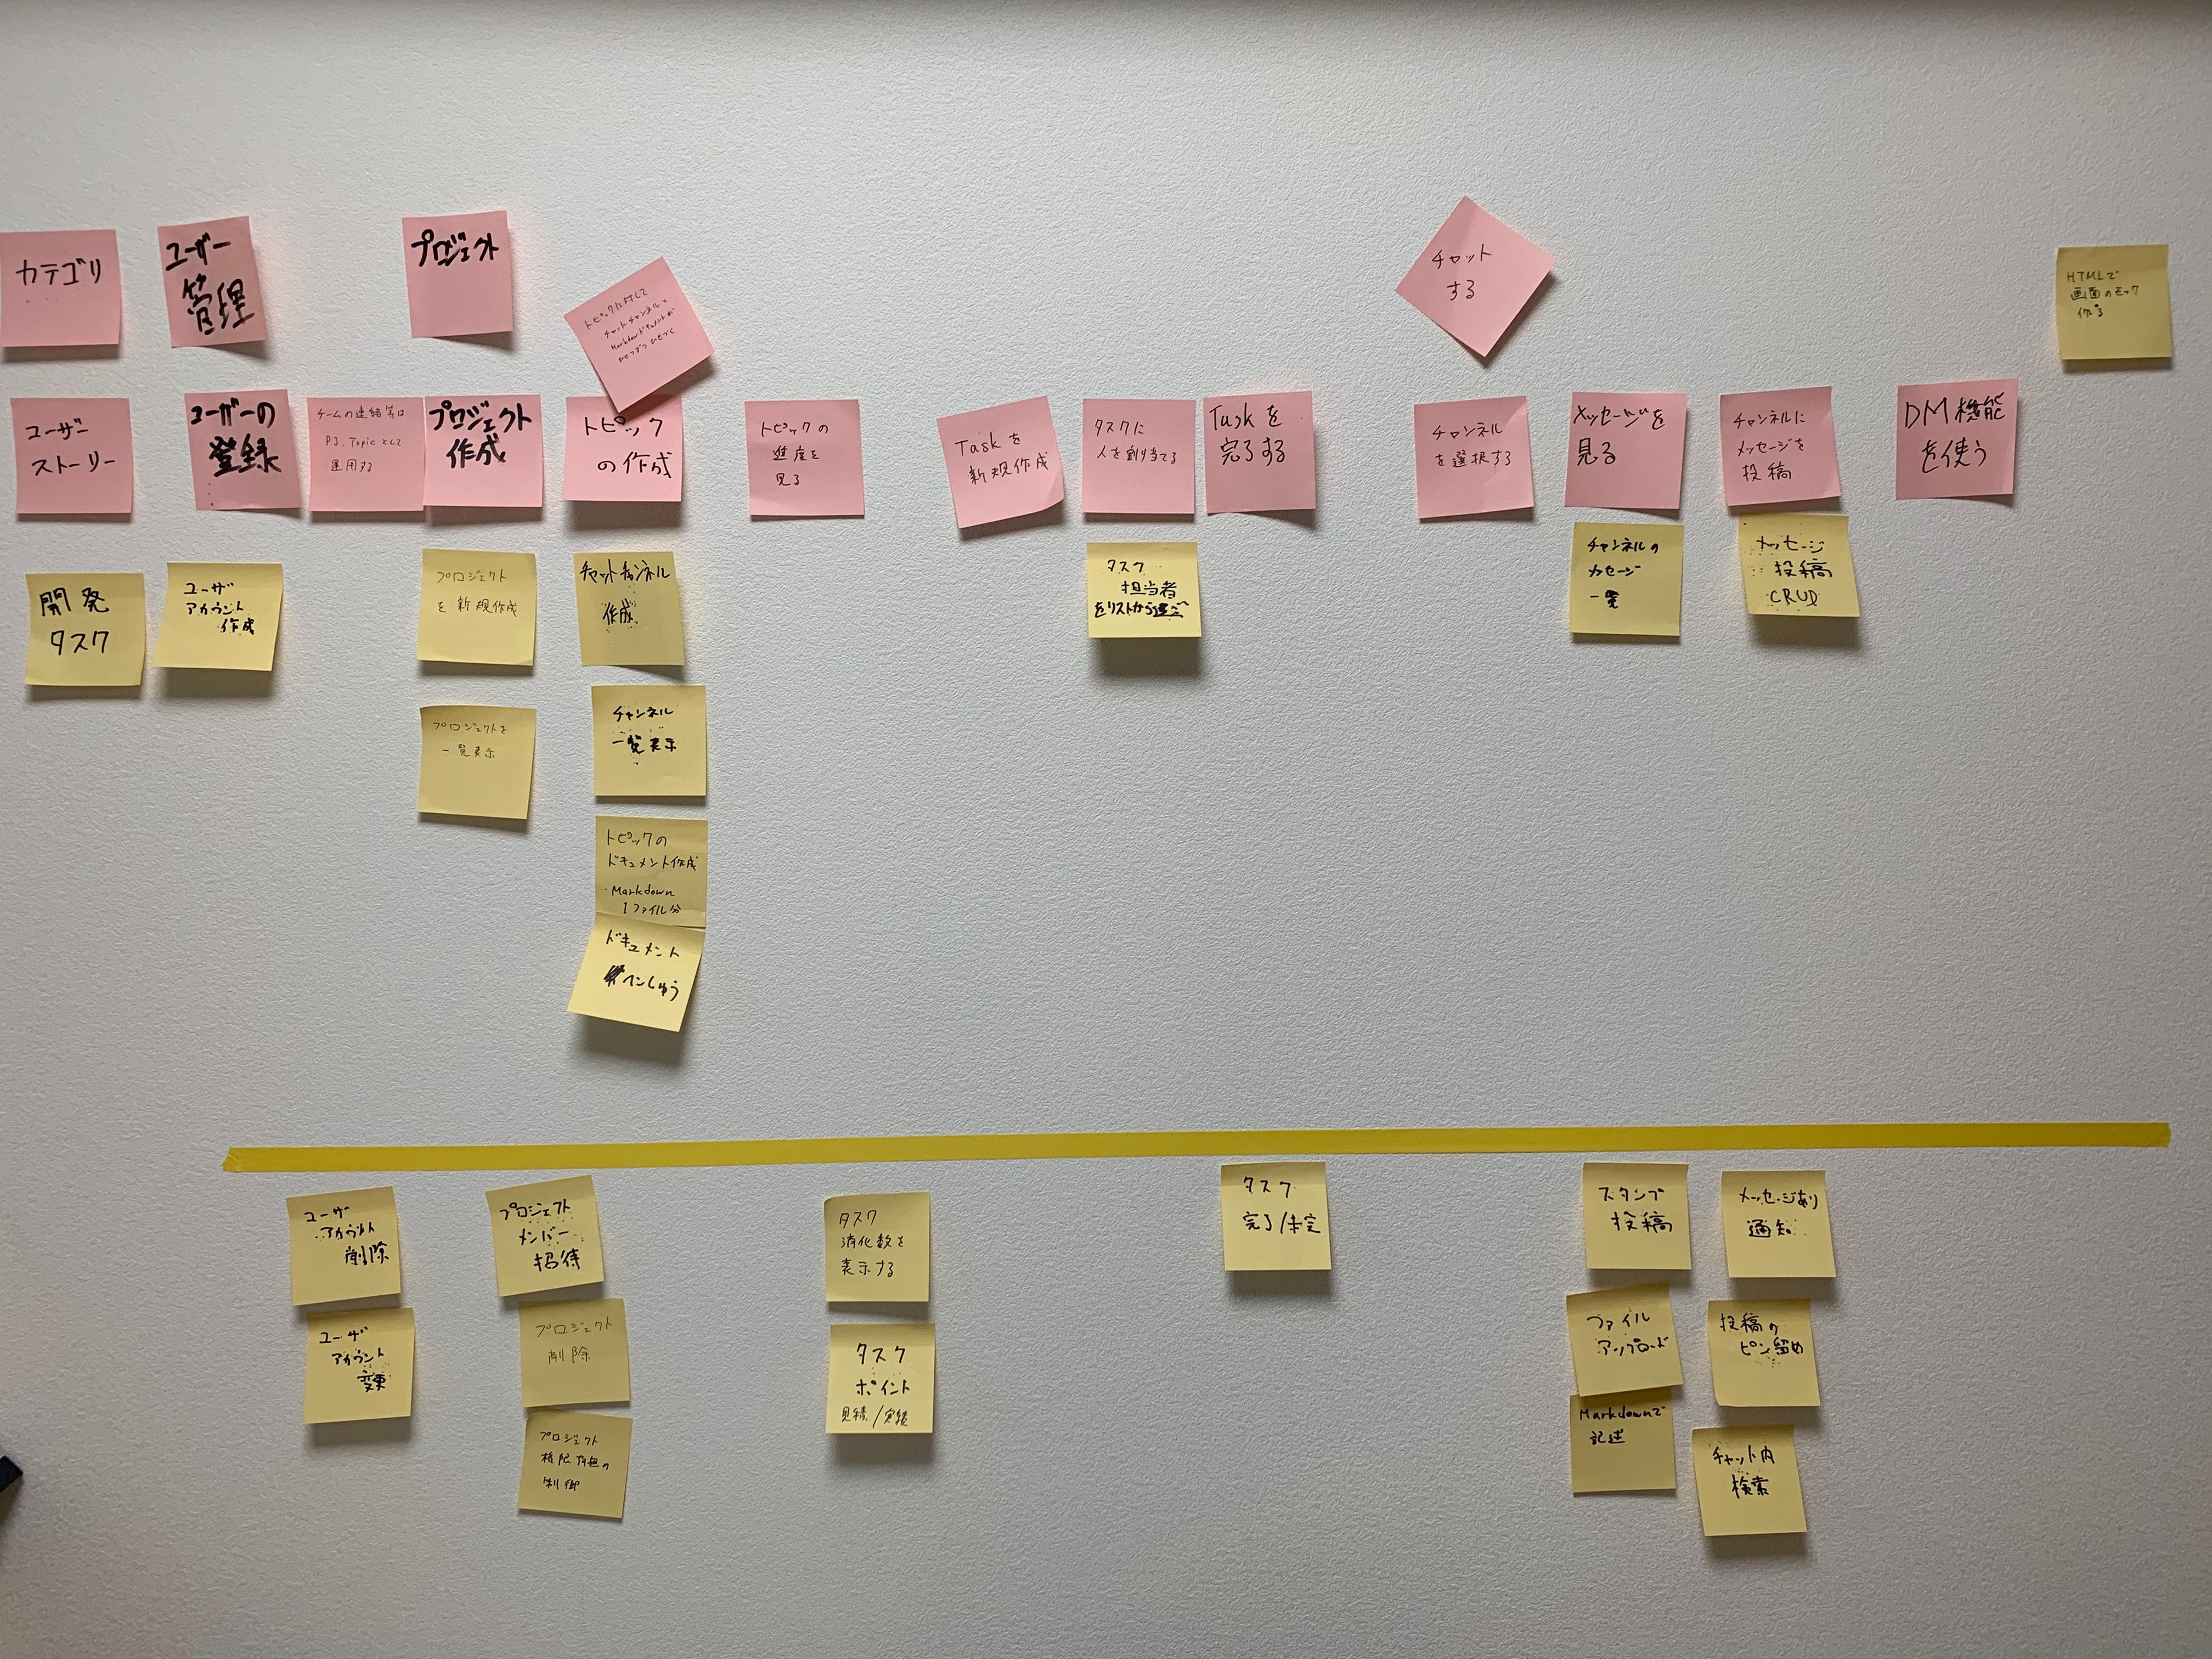 カテゴリ
ユーザー
管理
プロジェクト
トピックに対して
チャットチャンネルと
Markdownドキュメントが
ひとつずつひもづく
チャット
する
HTMLで
画面のモック
作る
ユーザー
ストーリー
ユーザーの
登録
チームの連絡等は
PJ, Topicとして
運用する
プロジェクト
作成
トピック
の作成
トピックの
進度を
見る
Taskを
新規作成
タスクに
人を割り当てる
Taskを
完了する
チャンネル
を選択する
メッセージを
見る
チャンネルに
メッセージを
投稿
DM機能
を使う
開発
タスク
ユーザ
アカウント
作成
プロジェクト
を新規作成
チャットチャンネル
作成
タスク
担当者
をリストから選ぶ
チャンネルの
メッセージ
一覧
メッセージ
投稿
CRUD
プロジェクトを
一覧表示
チャンネル
一覧表示
トピックの
ドキュメント作成
・Markdown
1ファイル分
ドキュメント
へんしゅう
ユーザ
アカウント
削除
プロジェクト
メンバー
招待
タスク
消化数を
表示する
タスク
完了/未完
スタンプ
投稿
メッセージあり
通知
ユーザ
アカウント
変更
プロジェクト
削除
タスク
ポイント
見積/実績
ファイル
アップロード
投稿の
ピン留め
プロジェクト
権限有無の
制御
Markdownで
記述
チャット内
検索